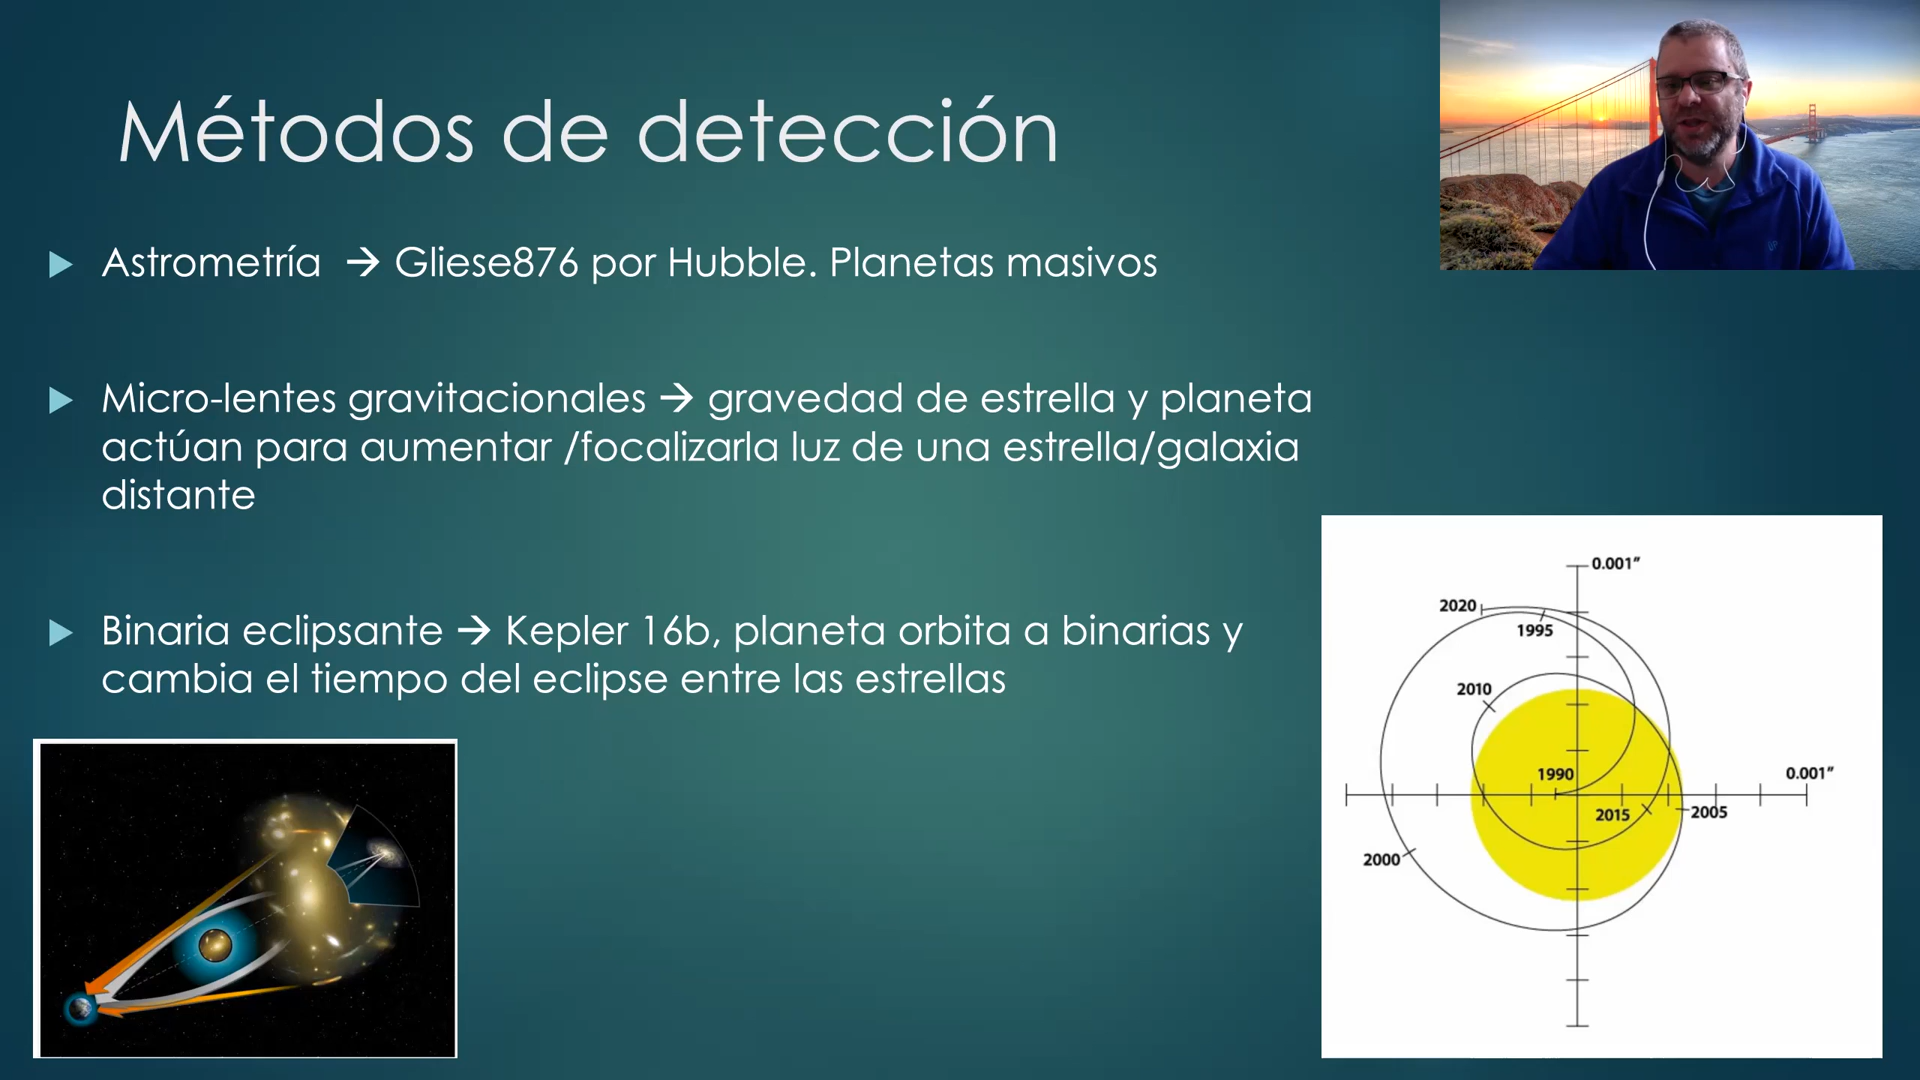 Métodos de detección
Astrometría → Gliese876 por Hubble. Planetas masivos
Micro-lentes gravitacionales → gravedad de estrella y planeta
actúan para aumentar /focalizarla luz de una estrella/galaxia
distante
Binaria eclipsante → Kepler 16b, planeta orbita a binarias y
cambia el tiempo del eclipse entre las estrellas
0.001″
2020
1995
2010
1990
0.001″
2015
2005
2000